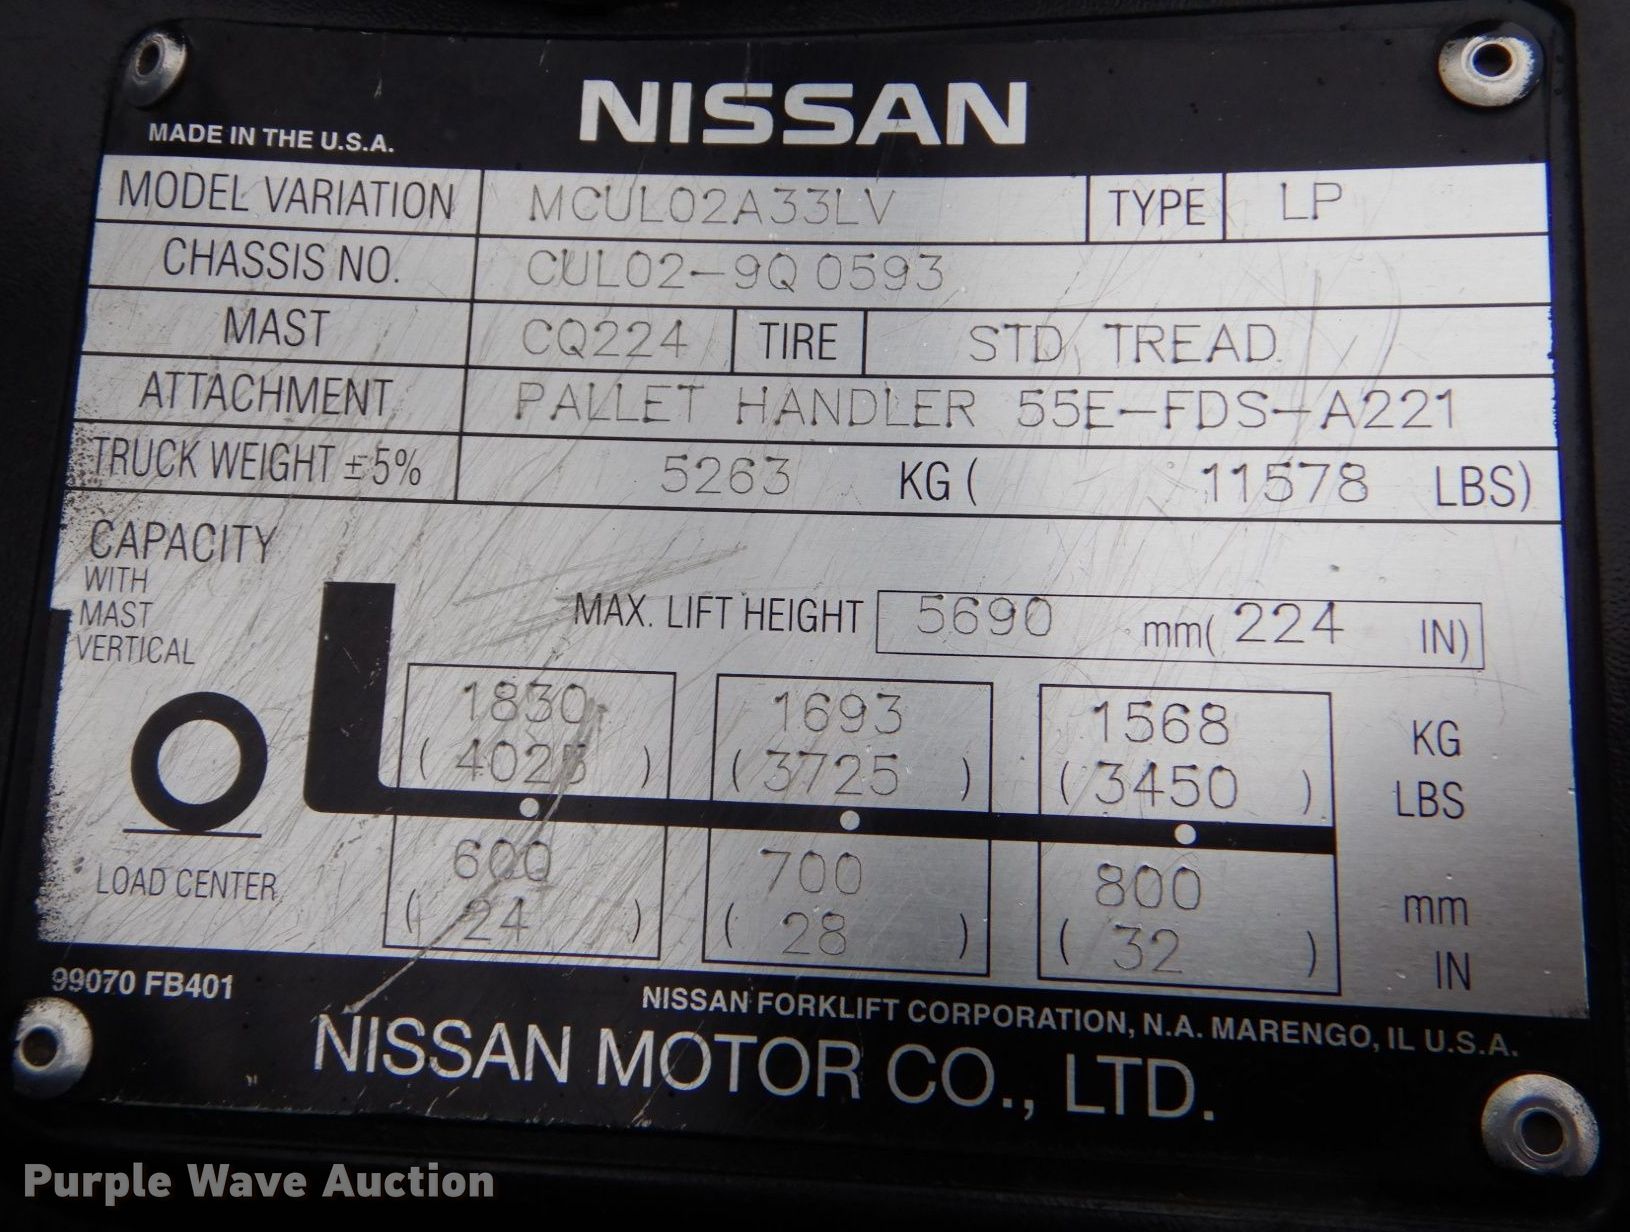 NISSAN
MADE IN THE U.S.A.
MODEL VARIATION MCUL02A33LV TYPE LP
CHASSIS NO. CUL02-9Q0593
MAST CQ224 TIRE STD, TREAD
ATTACHMENT PALLET HANDLER 55E-FDS-A221
TRUCK WEIGHT ±5% 5263 KG ( 11578 LBS)
CAPACITY
WITH
MAST
VERTICAL
MAX. LIFT HEIGHT 5690 mm( 224 IN)
1830 1693 1568 KG
( 4025 ) ( 3725 ) ( 3450 ) LBS
600 700 800 mm
LOAD CENTER
( 24 ) ( 28 ) ( 32 ) IN
99070 FB401
NISSAN FORKLIFT CORPORATION, N.A. MARENGO, IL U.S.A.
NISSAN MOTOR CO., LTD.
Purple Wave Auction